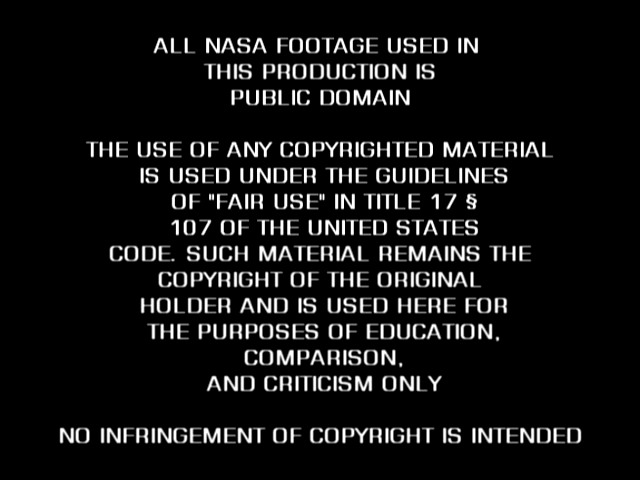 ALL NASA FOOTAGE USED IN
THIS PRODUCTION IS
PUBLIC DOMAIN
THE USE OF ANY COPYRIGHTED MATERIAL
IS USED UNDER THE GUIDELINES
OF "FAIR USE" IN TITLE 17 §
107 OF THE UNITED STATES
CODE. SUCH MATERIAL REMAINS THE
COPYRIGHT OF THE ORIGINAL
HOLDER AND IS USED HERE FOR
THE PURPOSES OF EDUCATION,
COMPARISON,
AND CRITICISM ONLY
NO INFRINGEMENT OF COPYRIGHT IS INTENDED